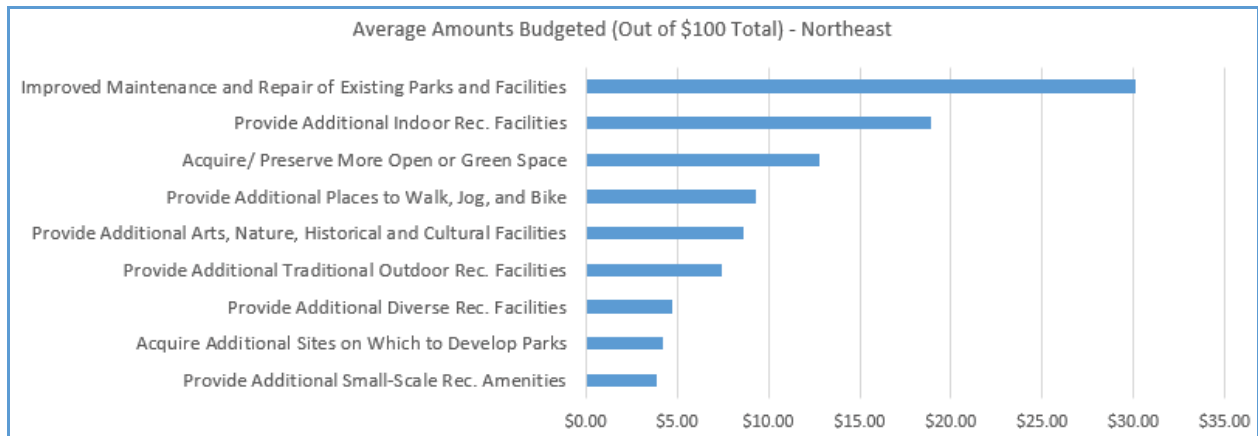 Average Amounts Budgeted (Out of $100 Total) - Northeast
Improved Maintenance and Repair of Existing Parks and Facilities
Provide Additional Indoor Rec. Facilities
Acquire/ Preserve More Open or Green Space
Provide Additional Places to Walk, Jog, and Bike
Provide Additional Arts, Nature, Historical and Cultural Facilities
Provide Additional Traditional Outdoor Rec. Facilities
Provide Additional Diverse Rec. Facilities
Acquire Additional Sites on Which to Develop Parks
Provide Additional Small-Scale Rec. Amenities
$0.00 $5.00 $10.00 $15.00 $20.00 $25.00 $30.00 $35.00